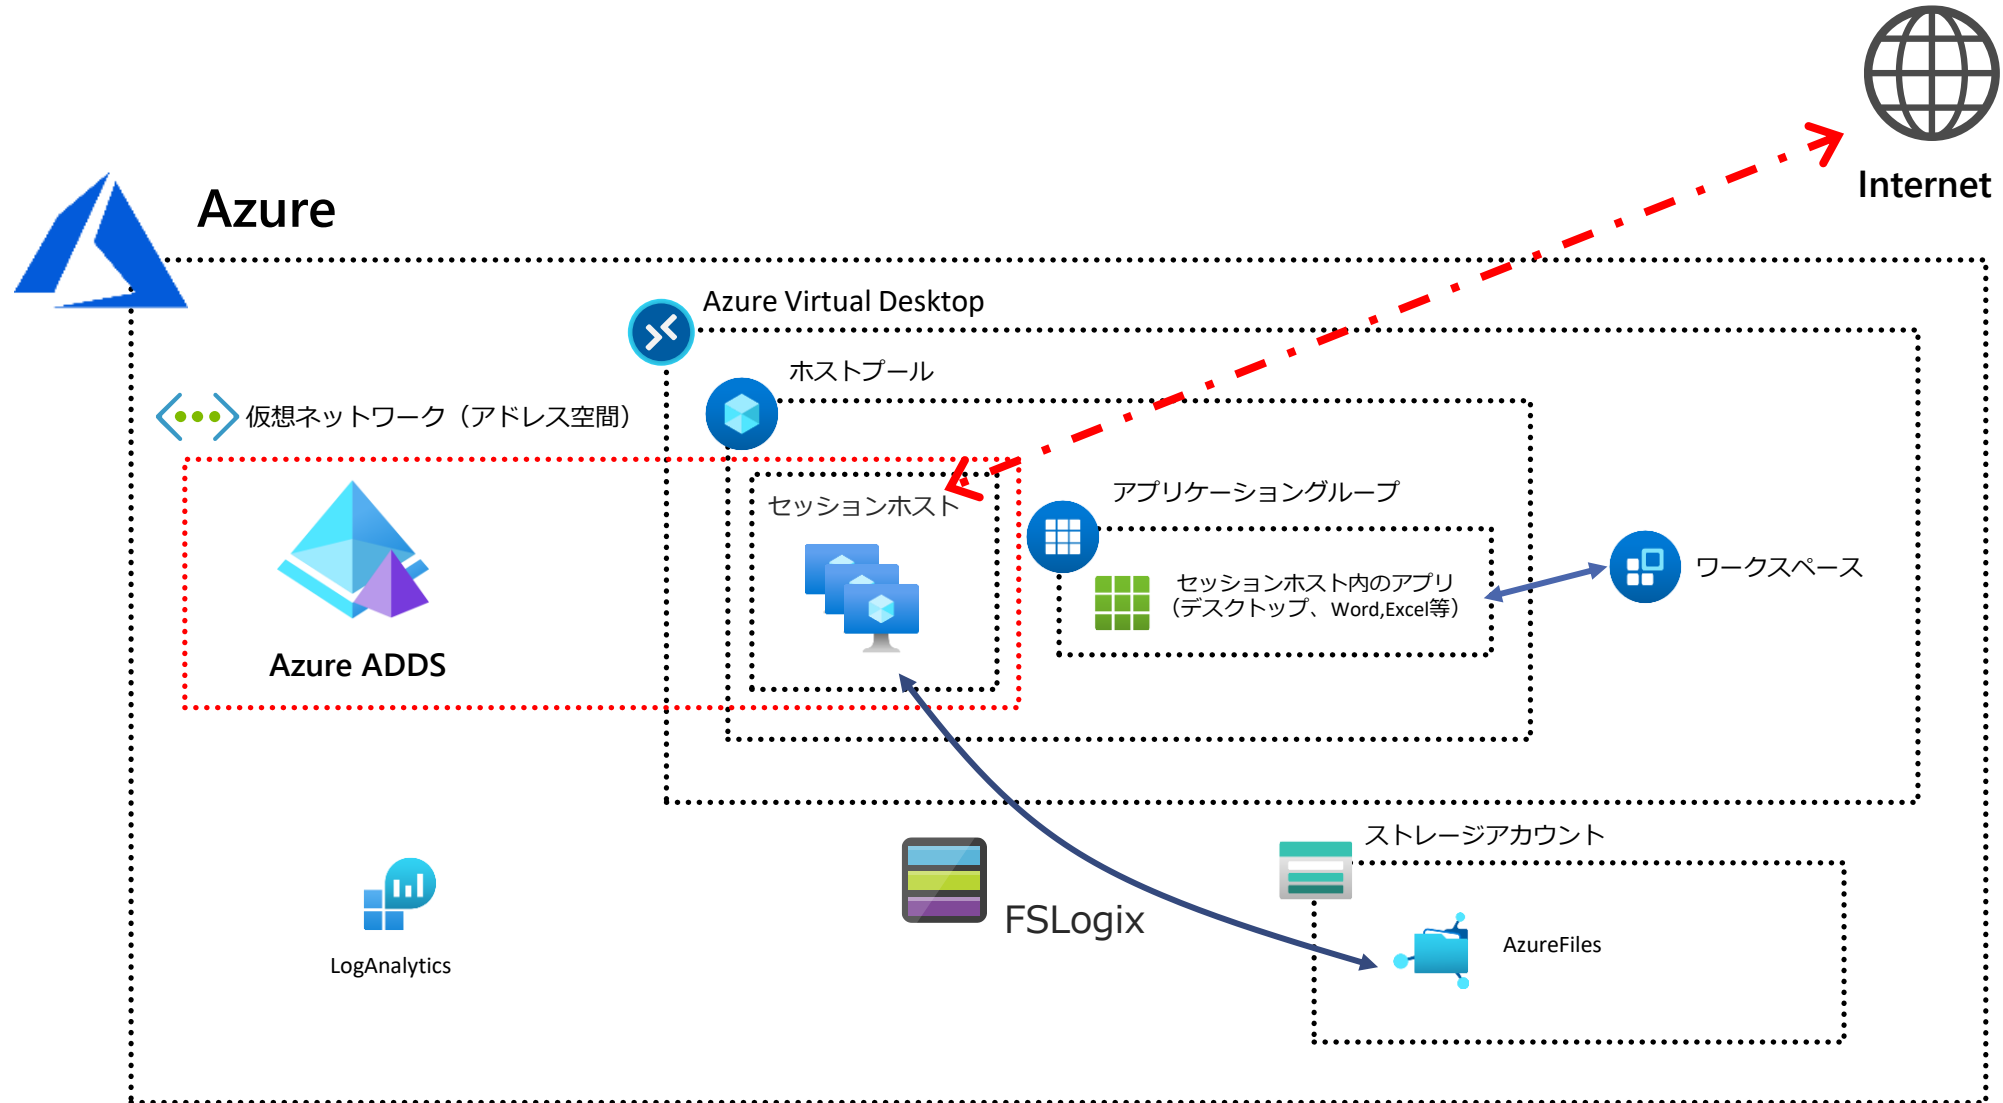 Internet
Azure
Azure Virtual Desktop
ホストプール
仮想ネットワーク（アドレス空間）
セッションホスト
アプリケーショングループ
セッションホスト内のアプリ
（デスクトップ、Word,Excel等）
ワークスペース
Azure ADDS
ストレージアカウント
FSLogix
AzureFiles
LogAnalytics